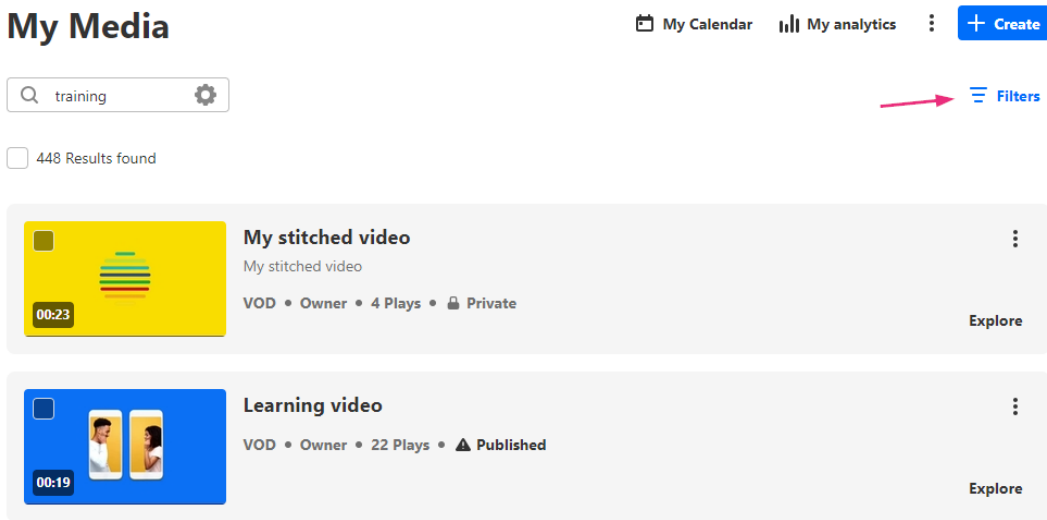 My Media
My Calendar My analytics Create
training
Filters
448 Results found
My stitched video
My stitched video
VOD • Owner • 4 Plays • Private
00:23
Explore
Learning video
VOD • Owner • 22 Plays • Published
00:19
Explore